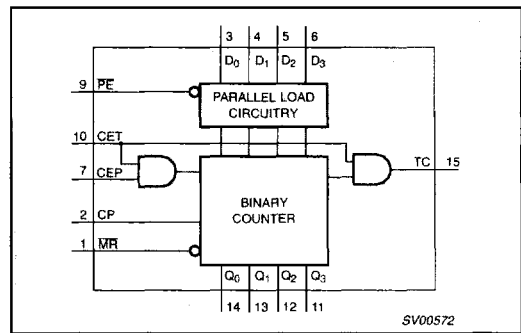 3 4 5 6
D0 D1 D2 D3
9 PE
PARALLEL LOAD
CIRCUITRY
10 CET
TC 15
7 CEP
BINARY
COUNTER
2 CP
1 MR
Q0 Q1 Q2 Q3
14 13 12 11
SV00572